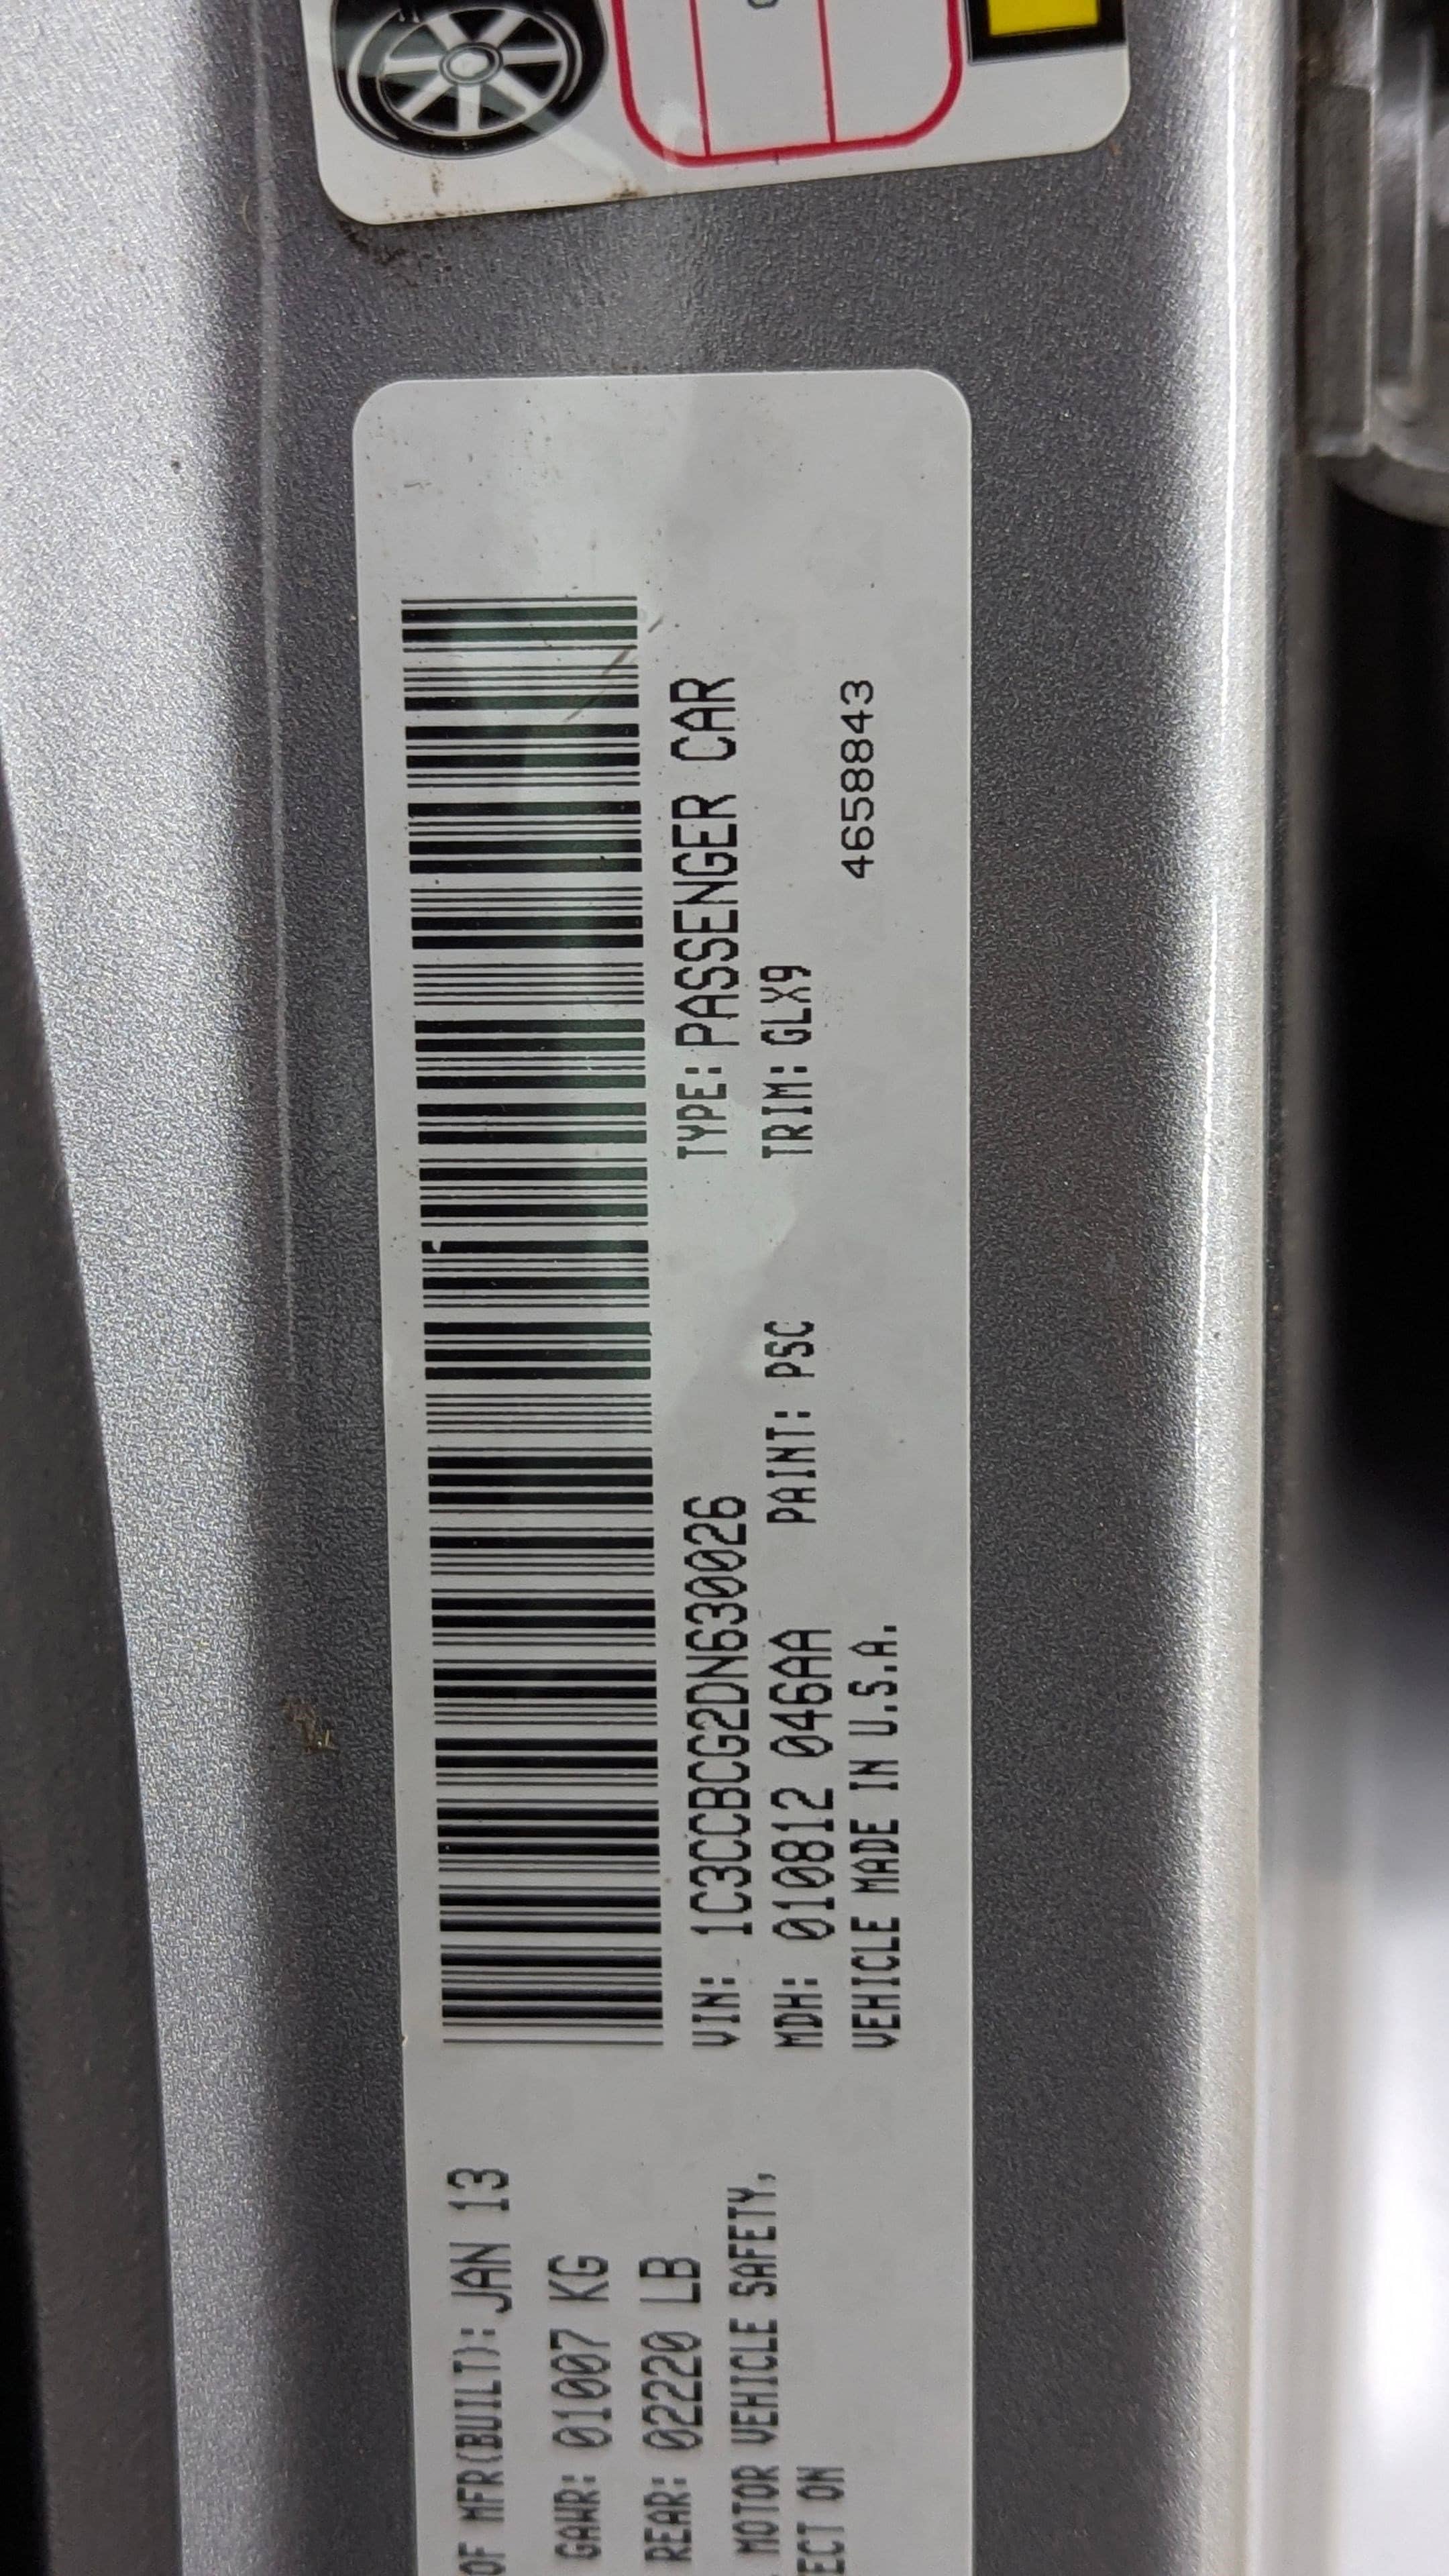 OF MFR(BUILT): JAN 13
GAWR: 01007 KG
REAR: 02220 LB
MOTOR VEHICLE SAFETY,
ECT ON
VIN: 1C3CCBCG2DN630026
TYPE: PASSENGER CAR
MDH: 010812 046AA
PAINT: PSC
TRIM: GLX9
VEHICLE MADE IN U.S.A.
4658843